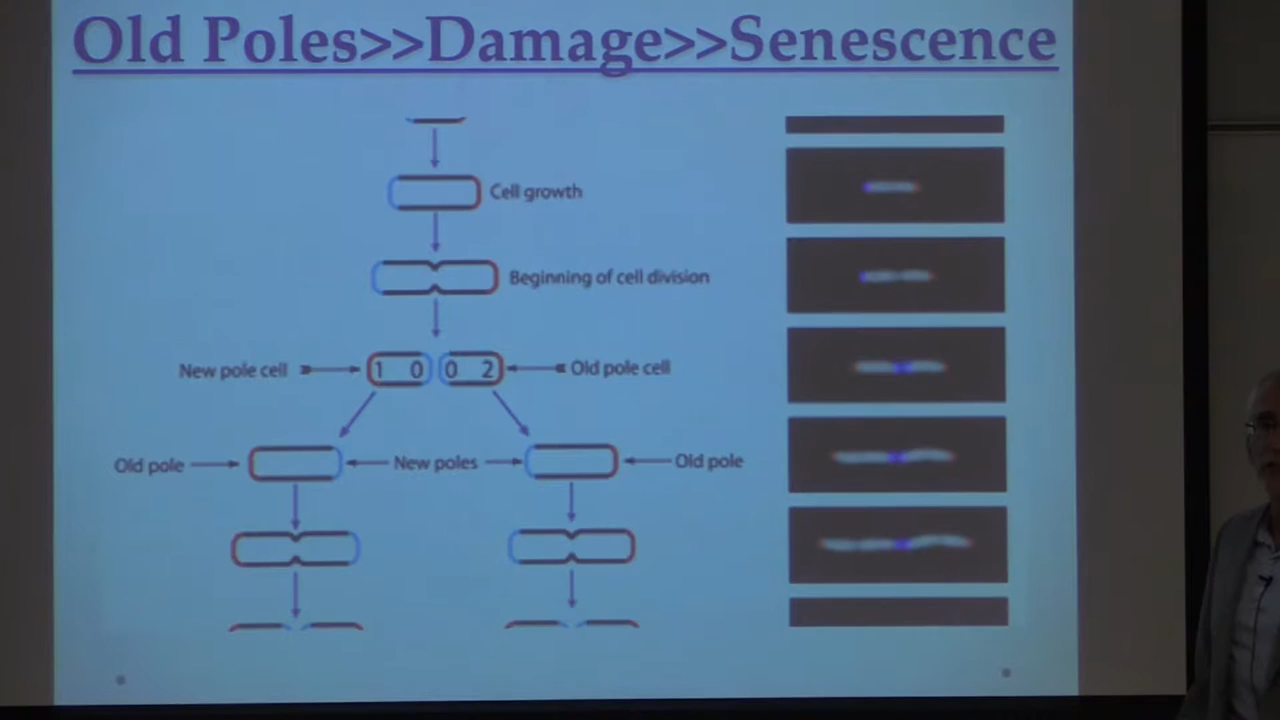 Old Poles>>Damage>>Senescence
Cell growth
Beginning of cell division
New pole cell
1 0
0 2
Old pole cell
Old pole
New poles
Old pole